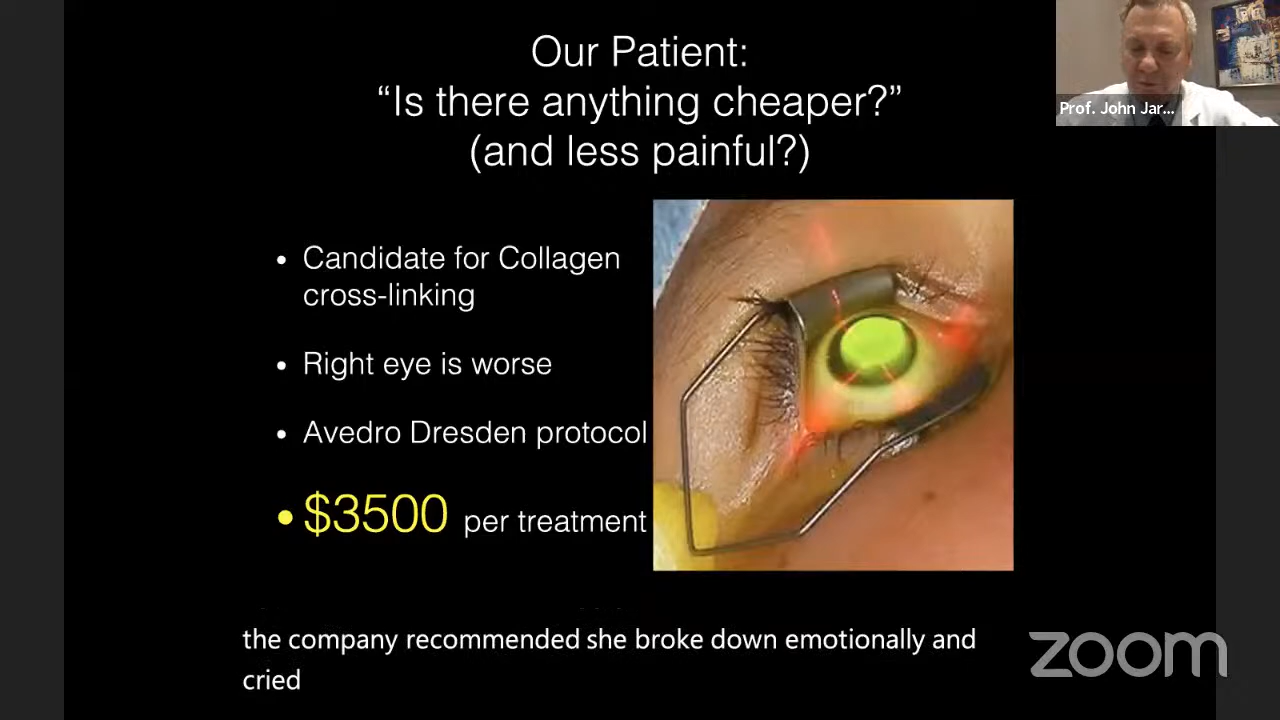 Our Patient:
“Is there anything cheaper?”
(and less painful?)
Prof. John Jar...
• Candidate for Collagen
cross-linking
• Right eye is worse
• Avedro Dresden protocol
• $3500 per treatment
the company recommended she broke down emotionally and
cried
zoom